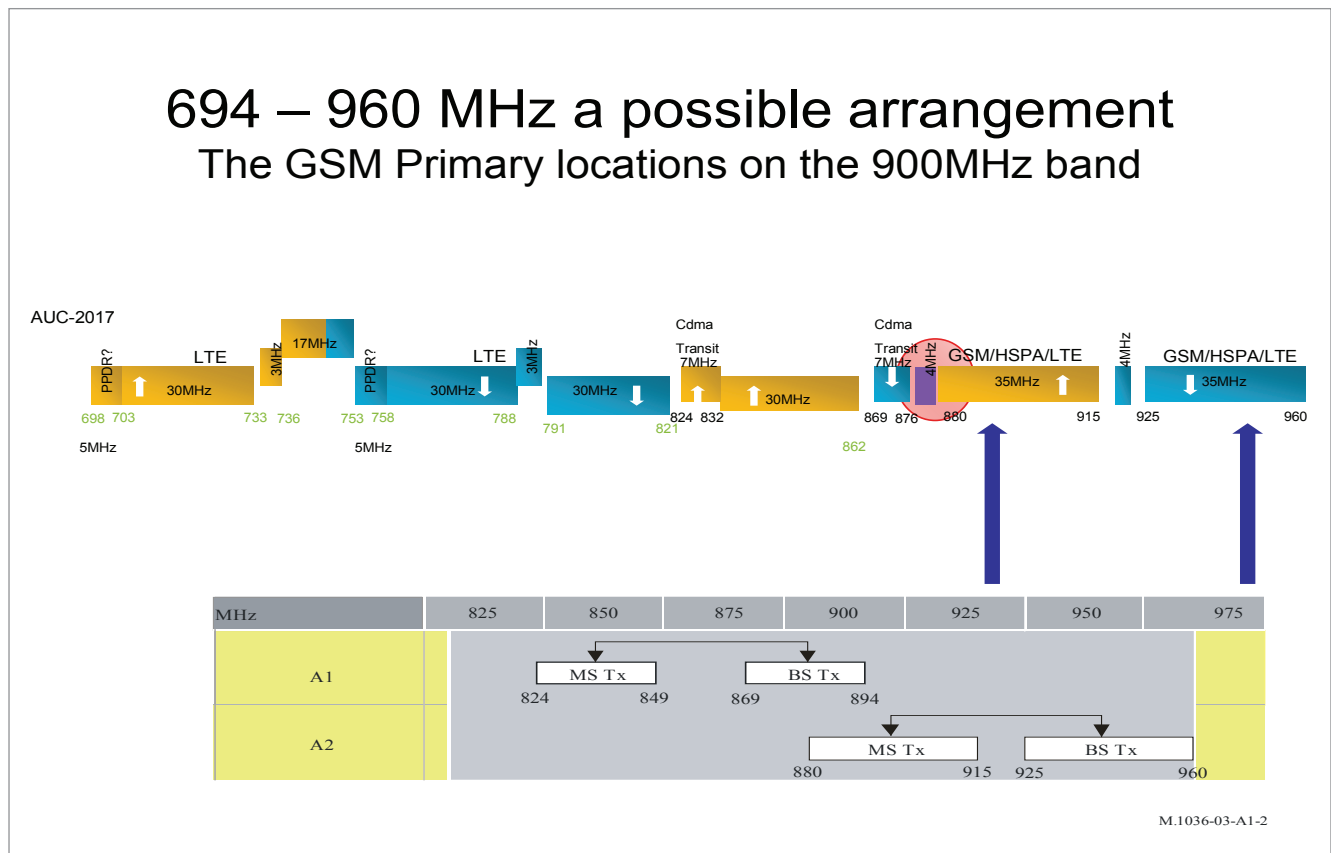 694 – 960 MHz a possible arrangement
The GSM Primary locations on the 900MHz band
AUC-2017
PPDR?
LTE
30MHz
3MHz
17MHz
PPDR?
LTE
30MHz
3MHz
30MHz
Cdma
Transit
7MHz
30MHz
Cdma
Transit
7MHz
4MHz
GSM/HSPA/LTE
35MHz
4MHz
GSM/HSPA/LTE
35MHz
698 703 733 736 753 758 788 791 821 824 832 862 869 876 880 915 925 960
5MHz 5MHz
MHz 825 850 875 900 925 950 975
A1 MS Tx BS Tx
824 849 869 894
A2 MS Tx BS Tx
880 915 925 960
M.1036-03-A1-2